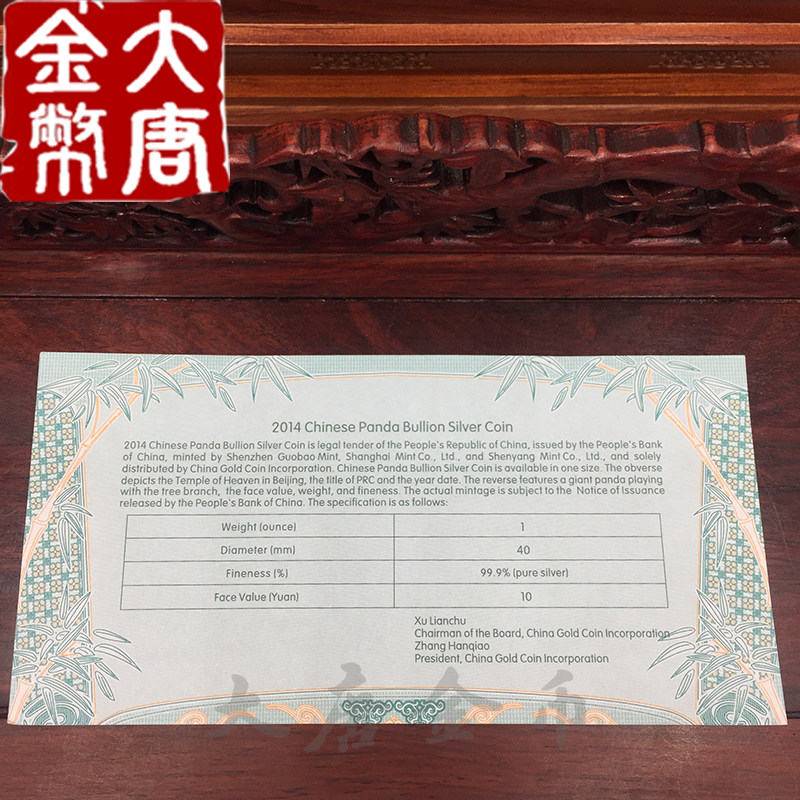 大唐
金幣
2014 Chinese Panda Bullion Silver Coin
2014 Chinese Panda Bullion Silver Coin is legal tender of the People's Republic of China, issued by the People's Bank
of China, minted by Shenzhen Guobao Mint, Shanghai Mint Co., Ltd., and Shenyang Mint Co., Ltd., and solely
distributed by China Gold Coin Incorporation. Chinese Panda Bullion Silver Coin is available in one size. The obverse
depicts the Temple of Heaven in Beijing, the title of PRC and the year date. The reverse features a giant panda playing
with the tree branch, the face value, weight, and fineness. The actual mintage is subject to the Notice of Issuance
released by the People's Bank of China. The specification is as follows:
Weight (ounce) 1
Diameter (mm) 40
Fineness (%) 99.9% (pure silver)
Face Value (Yuan) 10
Xu Lianchu
Chairman of the Board, China Gold Coin Incorporation
Zhang Hanqiao
President, China Gold Coin Incorporation
大唐金币